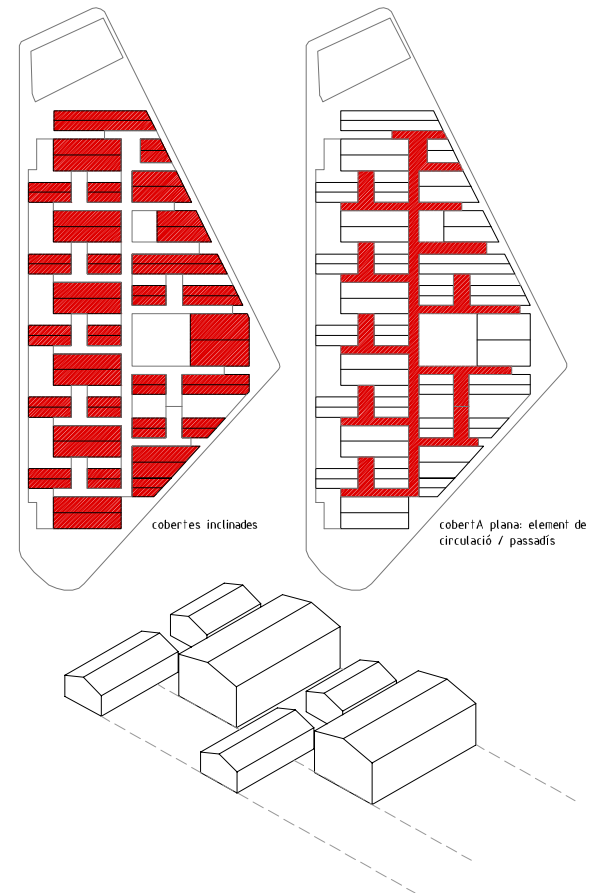 cobertes inclinades
cobertA plana: element de
circulació / passadís